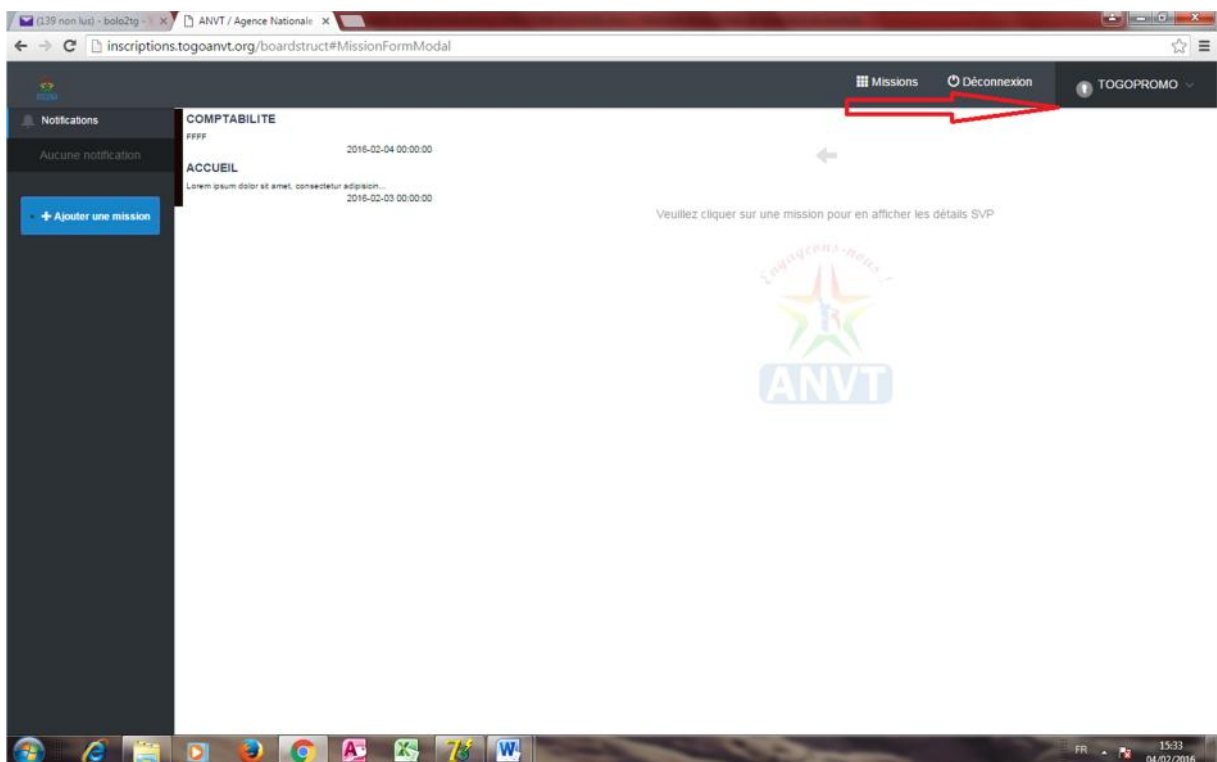 (139 non lus) - bolo2tg -
ANVT / Agence Nationale
inscriptions.togoanvt.org/boardstruct#MissionFormModal
Missions
Déconnexion
TOGOPROMO
Notifications
Aucune notification
+ Ajouter une mission
COMPTABILITE
FFFF
2016-02-04 00:00:00
ACCUEIL
Lorem ipsum dolor sit amet, consectetur adipisicin...
2016-02-03 00:00:00
Veuillez cliquer sur une mission pour en afficher les détails SVP
Engageons-nous !
ANVT
FR
15:33
04/02/2016